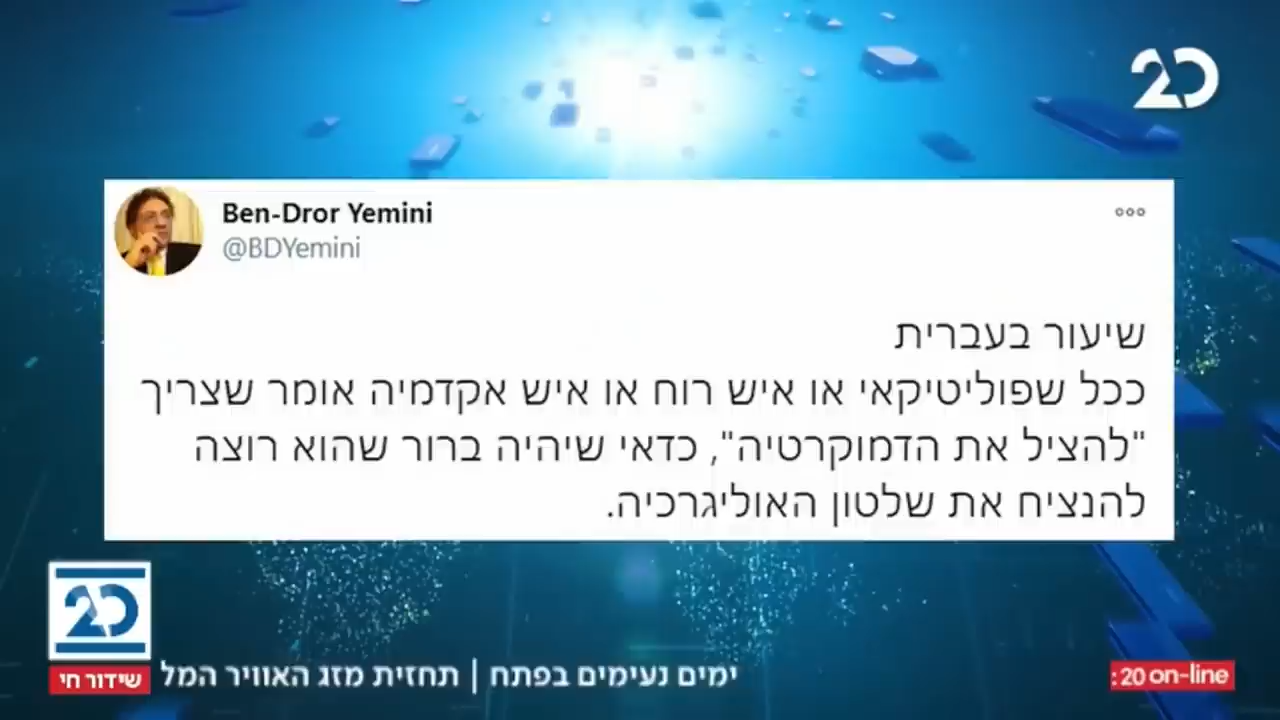 20
Ben-Dror Yemini
@BDYemini
שיעור בעברית
ככל שפוליטיקאי או איש רוח או איש אקדמיה אומר שצריך
"להציל את הדמוקרטיה", כדאי שיהיה ברור שהוא רוצה
להנציח את שלטון האוליגרכיה.
20
שידור חי
ימים נעימים בפתח | תחזית מזג האוויר המל
:20 on-line